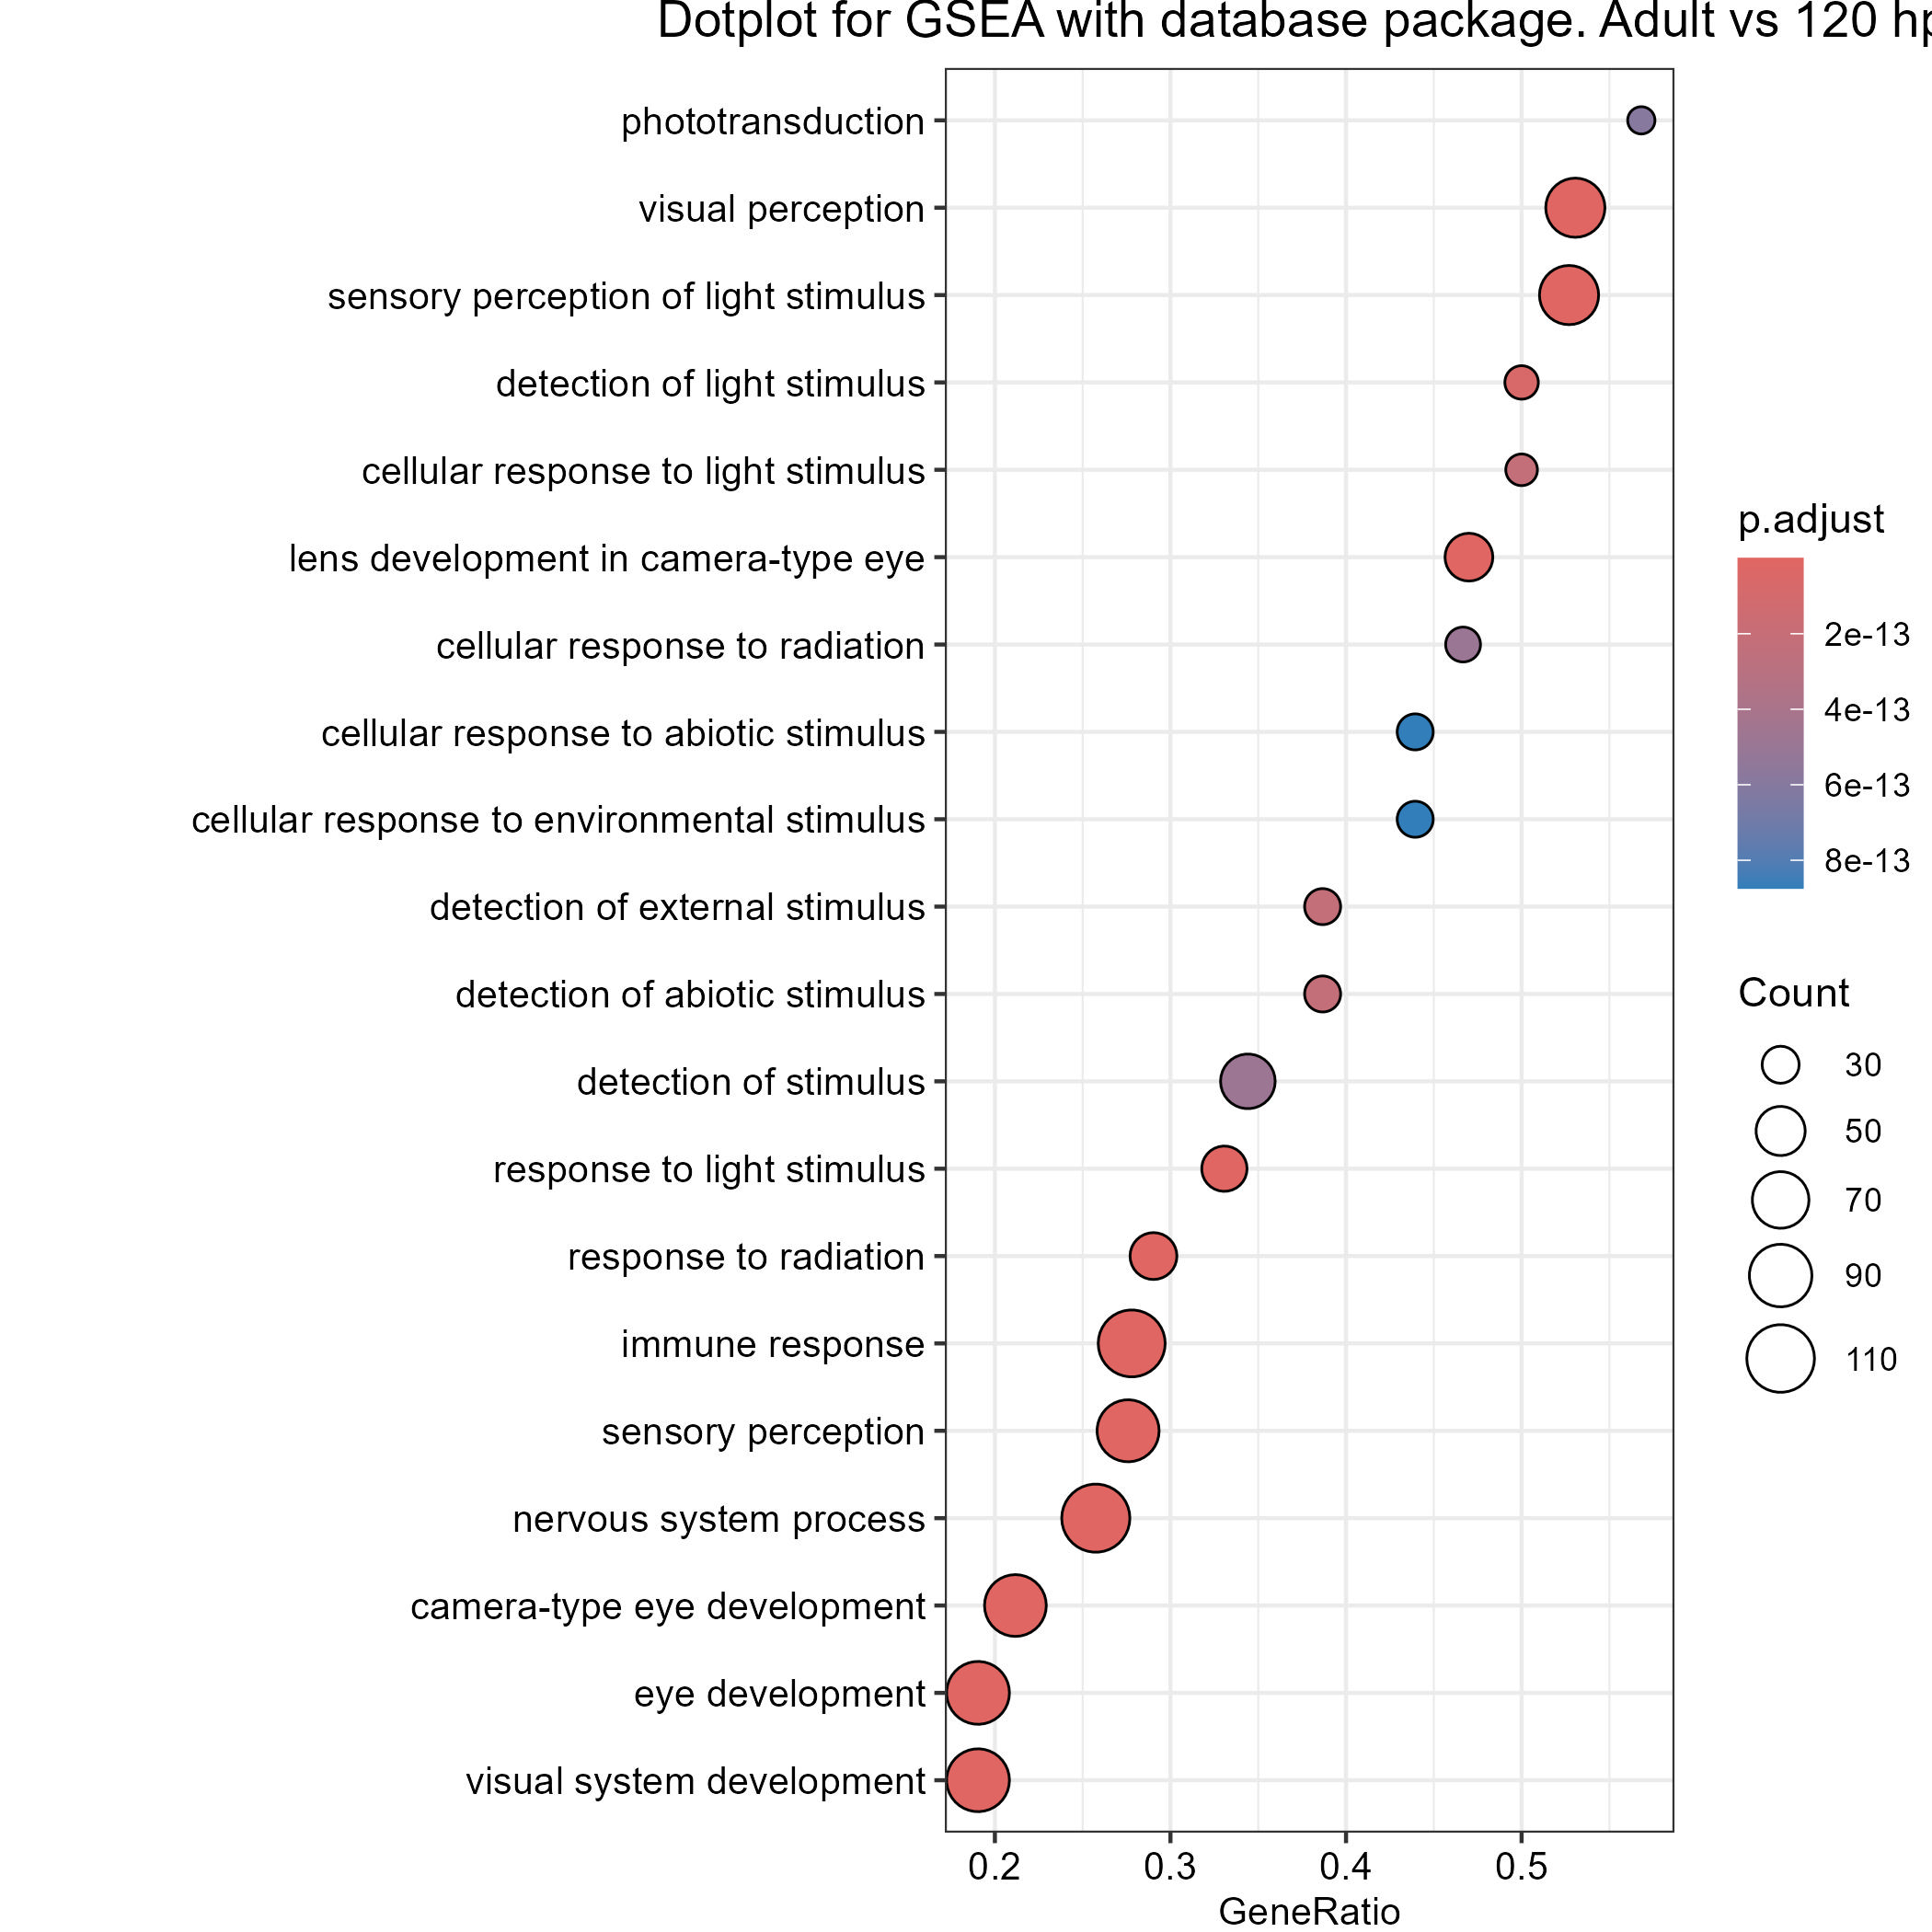 Dotplot for GSEA with database package. Adult vs 120 hp
phototransduction
visual perception
sensory perception of light stimulus
detection of light stimulus
cellular response to light stimulus
lens development in camera-type eye
cellular response to radiation
cellular response to abiotic stimulus
cellular response to environmental stimulus
detection of external stimulus
detection of abiotic stimulus
detection of stimulus
response to light stimulus
response to radiation
immune response
sensory perception
nervous system process
camera-type eye development
eye development
visual system development
0.2 0.3 0.4 0.5
GeneRatio
p.adjust
2e-13
4e-13
6e-13
8e-13
Count
30
50
70
90
110